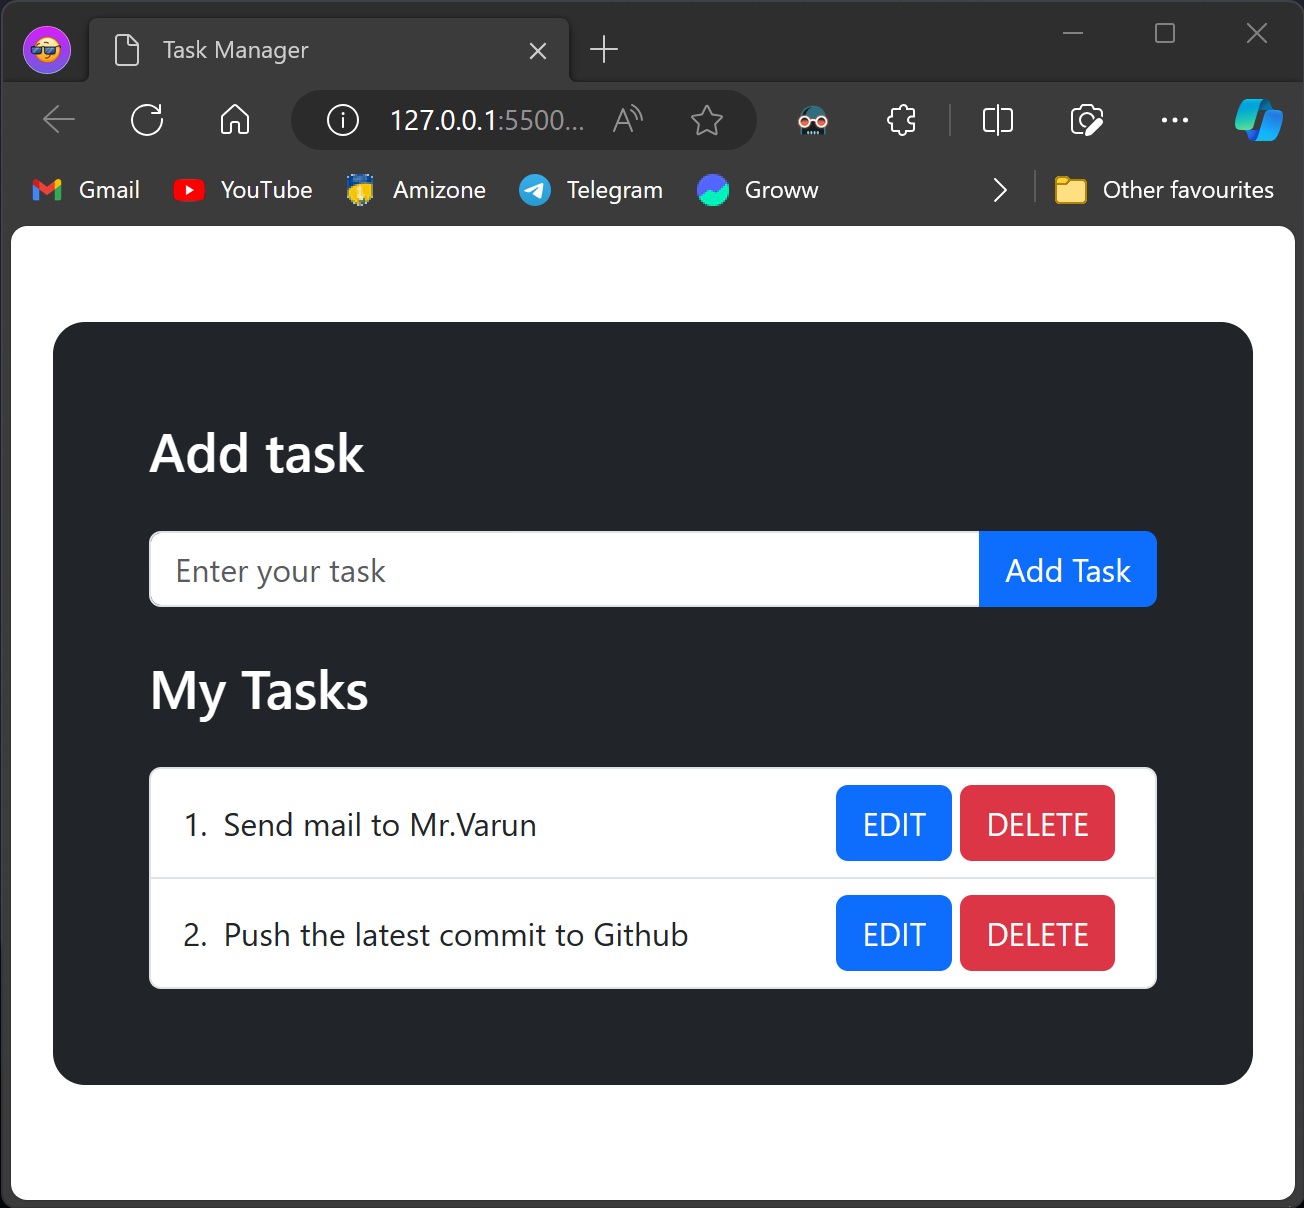 Task Manager
127.0.0.1:5500...
Gmail YouTube Amizone Telegram Groww Other favourites
Add task
Enter your task Add Task
My Tasks
1. Send mail to Mr.Varun EDIT DELETE
2. Push the latest commit to Github EDIT DELETE